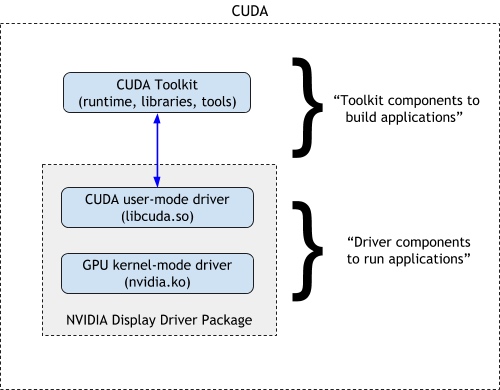 CUDA
CUDA Toolkit
(runtime, libraries, tools)
“Toolkit components to
build applications”
CUDA user-mode driver
(libcuda.so)
GPU kernel-mode driver
(nvidia.ko)
“Driver components
to run applications”
NVIDIA Display Driver Package